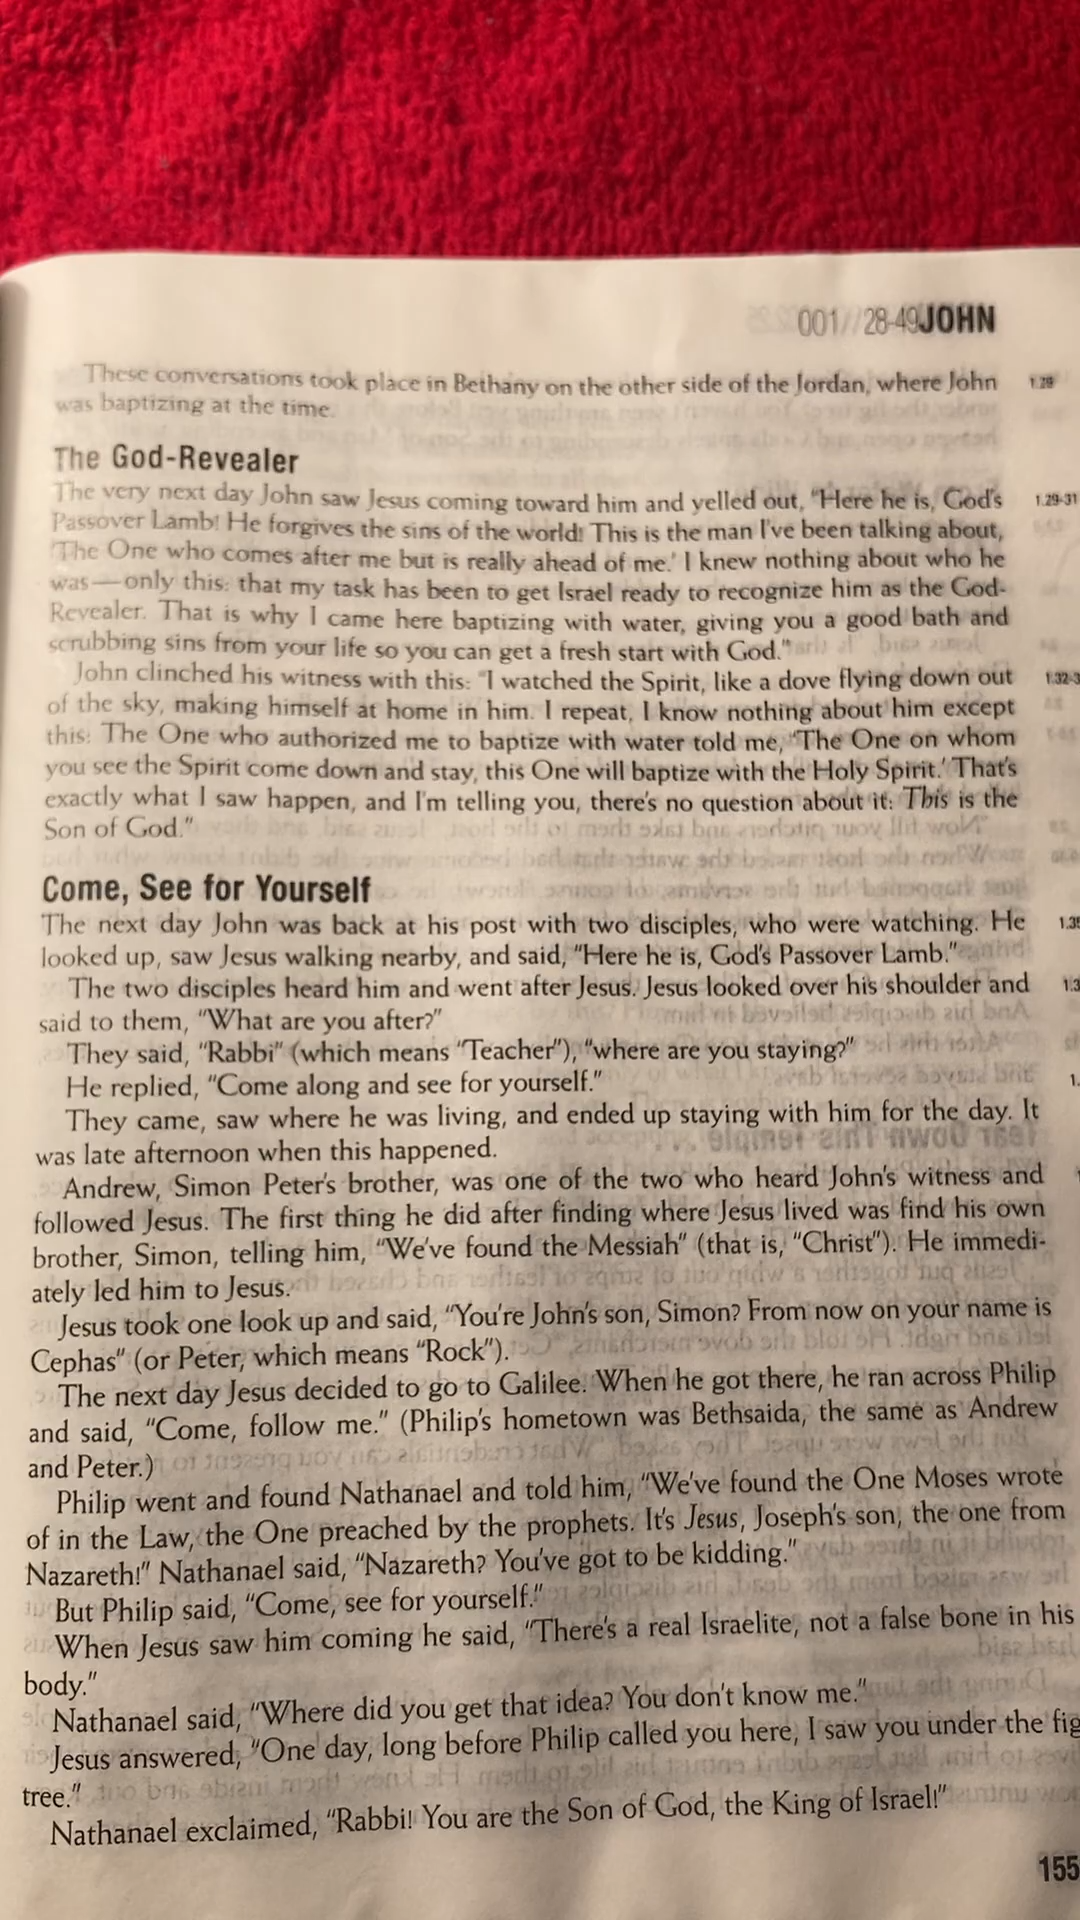 001//28-49JOHN
These conversations took place in Bethany on the other side of the Jordan, where John 1.28
was baptizing at the time.
The God-Revealer
The very next day John saw Jesus coming toward him and yelled out, "Here he is, God's 1.29-31
Passover Lamb! He forgives the sins of the world! This is the man I've been talking about,
'The One who comes after me but is really ahead of me.' I knew nothing about who he
was—only this: that my task has been to get Israel ready to recognize him as the God-
Revealer. That is why I came here baptizing with water, giving you a good bath and
scrubbing sins from your life so you can get a fresh start with God."
John clinched his witness with this: "I watched the Spirit, like a dove flying down out 1.32-3
of the sky, making himself at home in him. I repeat, I know nothing about him except
this: The One who authorized me to baptize with water told me, 'The One on whom
you see the Spirit come down and stay, this One will baptize with the Holy Spirit.' That's
exactly what I saw happen, and I'm telling you, there's no question about it: This is the
Son of God."
Come, See for Yourself
The next day John was back at his post with two disciples, who were watching. He 1.35
looked up, saw Jesus walking nearby, and said, "Here he is, God's Passover Lamb."
The two disciples heard him and went after Jesus. Jesus looked over his shoulder and 1.3
said to them, "What are you after?"
They said, "Rabbi" (which means "Teacher"), "where are you staying?"
He replied, "Come along and see for yourself." 1.
They came, saw where he was living, and ended up staying with him for the day. It
was late afternoon when this happened.
Andrew, Simon Peter's brother, was one of the two who heard John's witness and
followed Jesus. The first thing he did after finding where Jesus lived was find his own
brother, Simon, telling him, "We've found the Messiah" (that is, "Christ"). He immedi-
ately led him to Jesus.
Jesus took one look up and said, "You're John's son, Simon? From now on your name is
Cephas" (or Peter, which means "Rock").
The next day Jesus decided to go to Galilee. When he got there, he ran across Philip
and said, "Come, follow me." (Philip's hometown was Bethsaida, the same as Andrew
and Peter.)
Philip went and found Nathanael and told him, "We've found the One Moses wrote
of in the Law, the One preached by the prophets. It's Jesus, Joseph's son, the one from
Nazareth!" Nathanael said, "Nazareth? You've got to be kidding."
But Philip said, "Come, see for yourself."
When Jesus saw him coming he said, "There's a real Israelite, not a false bone in his
body."
Nathanael said, "Where did you get that idea? You don't know me."
Jesus answered, "One day, long before Philip called you here, I saw you under the fig
tree."
Nathanael exclaimed, "Rabbi! You are the Son of God, the King of Israel!"
155